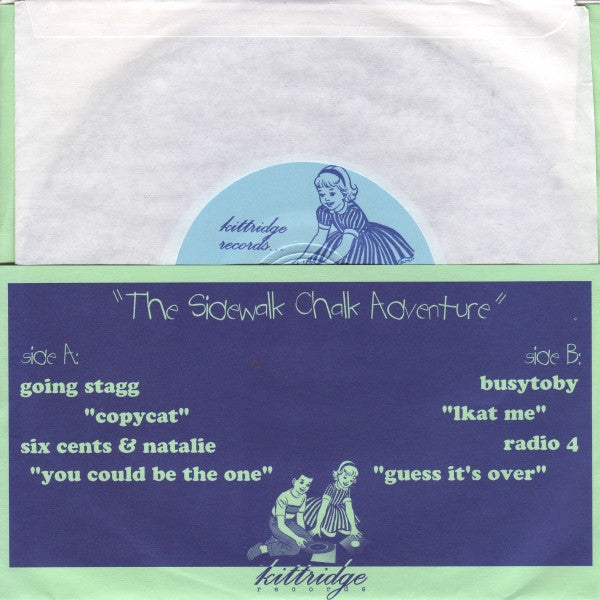 kittridge
records...
"The Sidewalk Chalk Adventure"
side A:
going stagg
"copycat"
six cents & natalie
"you could be the one"
side B:
busytoby
"lkat me"
radio 4
"guess it's over"
kittridge
records